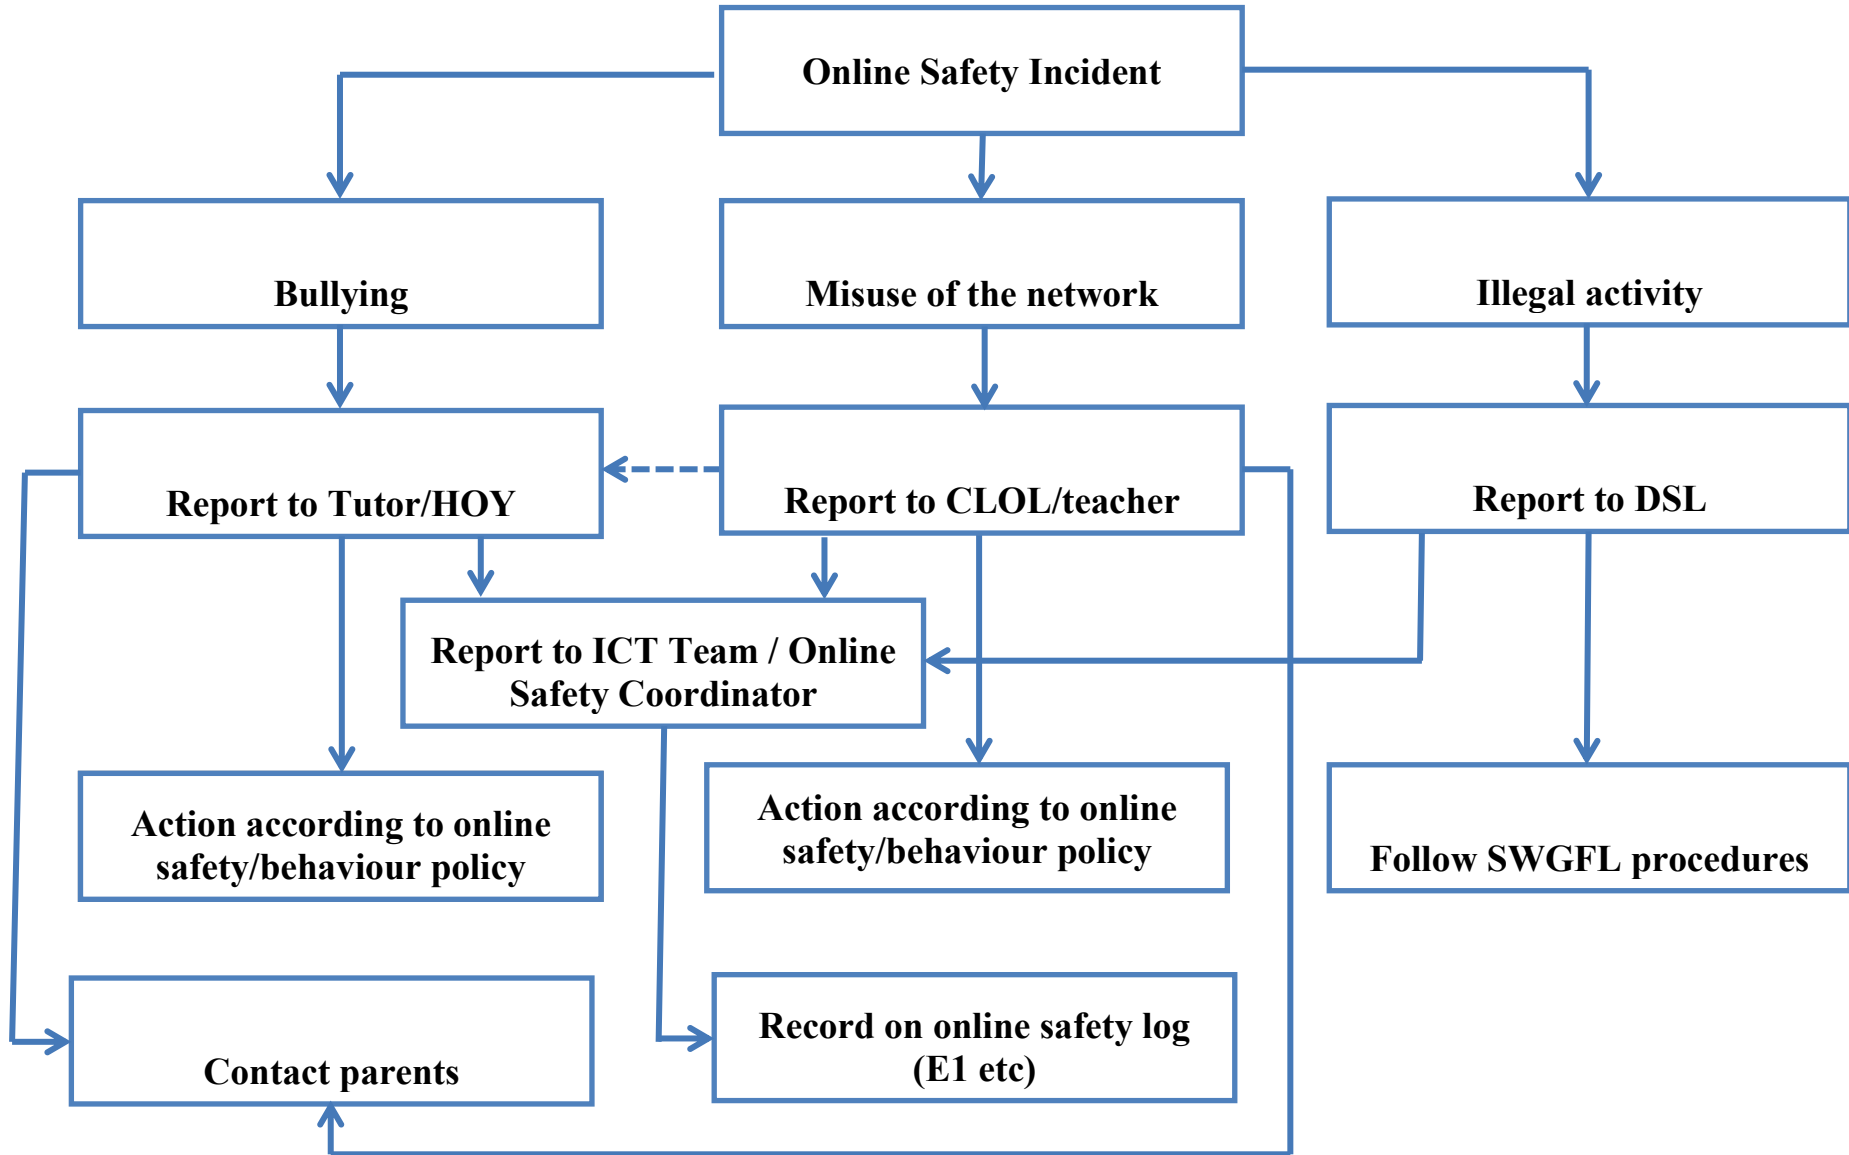 Online Safety Incident
Bullying
Misuse of the network
Illegal activity
Report to Tutor/HOY
Report to CLOL/teacher
Report to DSL
Report to ICT Team / Online
Safety Coordinator
Action according to online
safety/behaviour policy
Action according to online
safety/behaviour policy
Follow SWGFL procedures
Contact parents
Record on online safety log
(E1 etc)